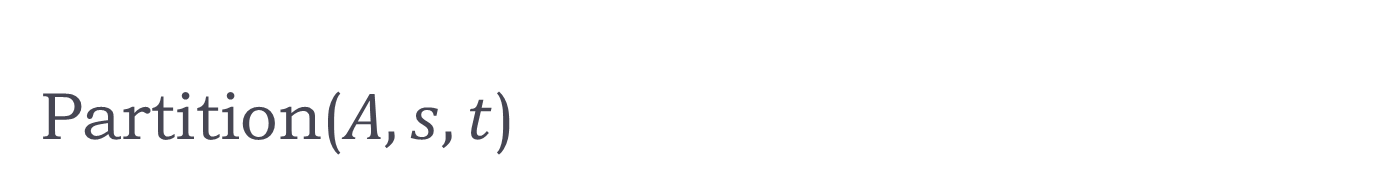 Partition(A, s, t)